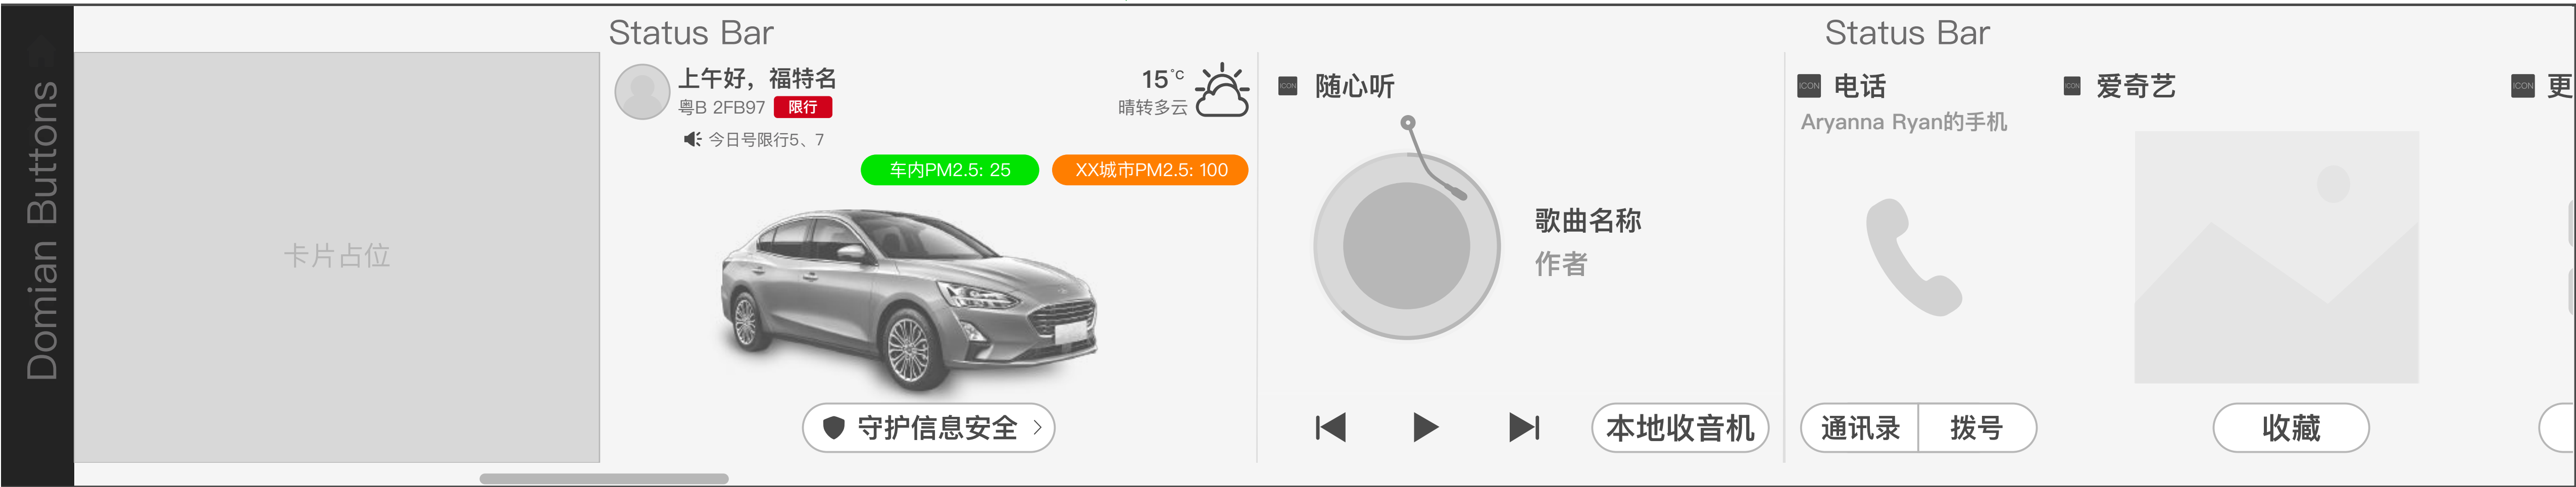 Domian Buttons
Status Bar
Status Bar
卡片占位
上午好，福特名
粤B 2FB97 限行
今日号限行5、7
15°C
晴转多云
车内PM2.5: 25
XX城市PM2.5: 100
守护信息安全
ICON 随心听
歌曲名称
作者
本地收音机
ICON 电话
Aryanna Ryan的手机
通讯录 拨号
ICON 爱奇艺
收藏
ICON 更